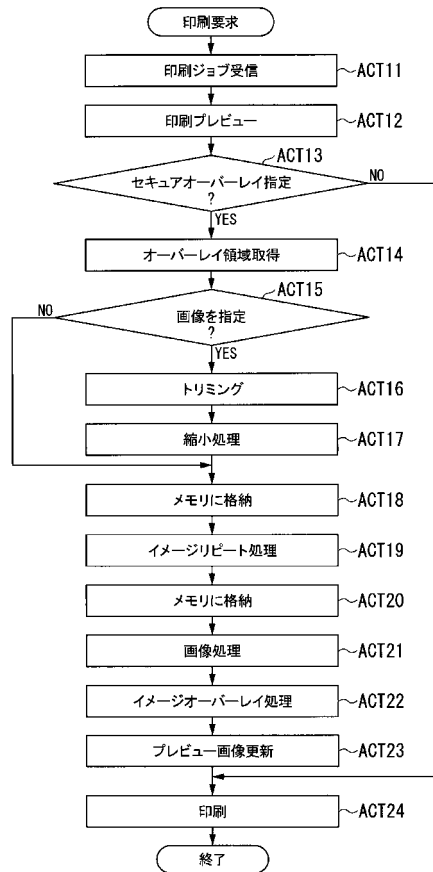 印刷要求
印刷ジョブ受信 ACT11
印刷プレビュー ACT12
ACT13
セキュアオーバーレイ指定 NO
?
YES
オーバーレイ領域取得 ACT14
ACT15
NO 画像を指定
?
YES
トリミング ACT16
縮小処理 ACT17
メモリに格納 ACT18
イメージリピート処理 ACT19
メモリに格納 ACT20
画像処理 ACT21
イメージオーバーレイ処理 ACT22
プレビュー画像更新 ACT23
印刷 ACT24
終了